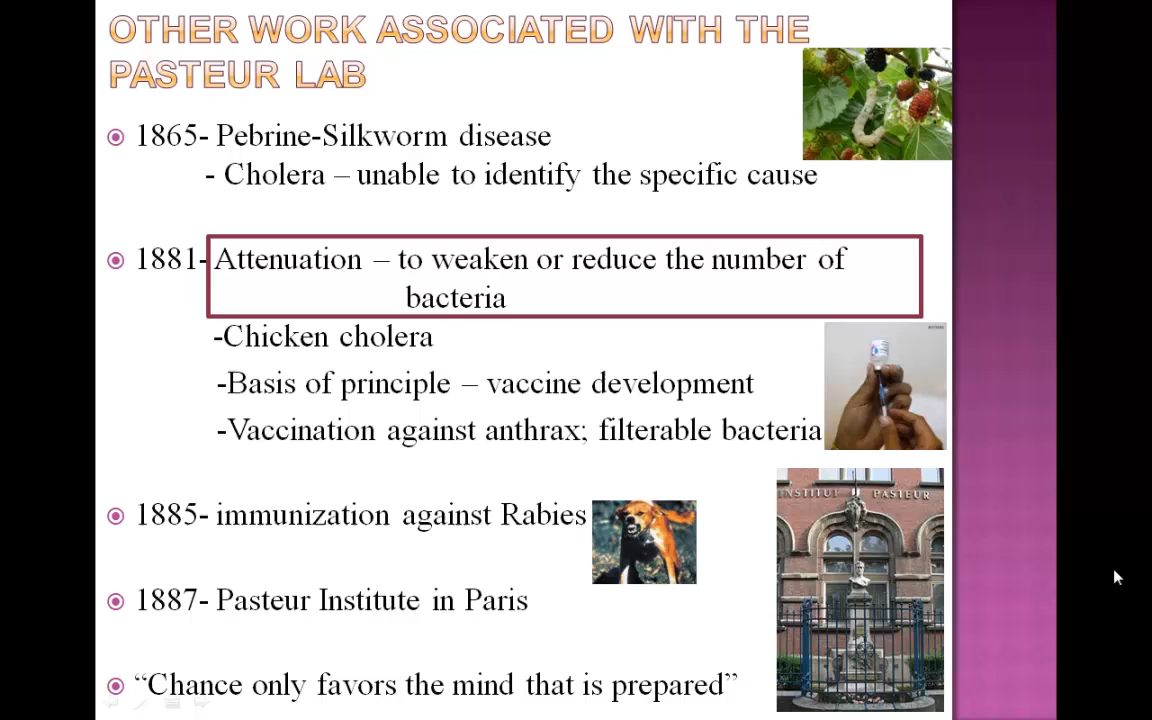 OTHER WORK ASSOCIATED WITH THE
PASTEUR LAB
1865- Pebrine-Silkworm disease
- Cholera – unable to identify the specific cause
1881- Attenuation – to weaken or reduce the number of
bacteria
-Chicken cholera
-Basis of principle – vaccine development
-Vaccination against anthrax; filterable bacteria
1885- immunization against Rabies
INSTITUT PASTEUR
1887- Pasteur Institute in Paris
“Chance only favors the mind that is prepared”